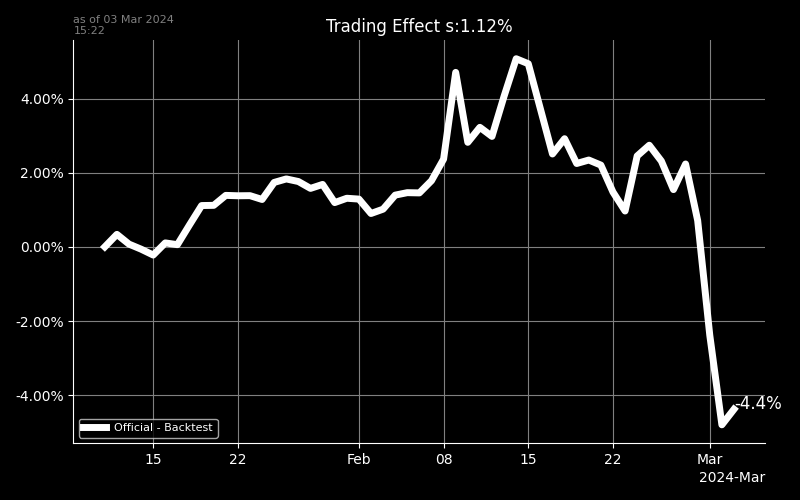 as of 03 Mar 2024
15:22
Trading Effect s:1.12%
4.00%
2.00%
0.00%
-2.00%
-4.00%
-4.4%
Official - Backtest
15 22 Feb 08 15 22 Mar
2024-Mar